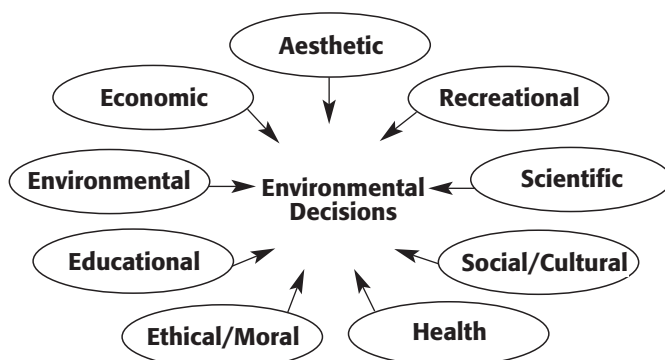 Aesthetic
Economic
Recreational
Environmental
Environmental
Decisions
Scientific
Educational
Social/Cultural
Ethical/Moral
Health